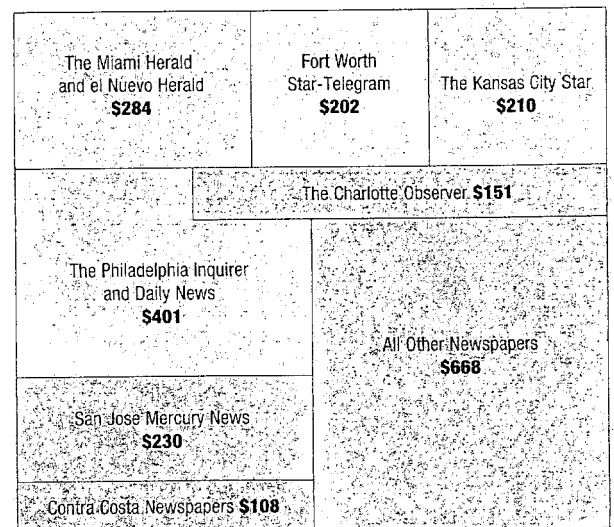 The Miami Herald
and el Nuevo Herald
$284
Fort Worth
Star-Telegram
$202
The Kansas City Star
$210
The Charlotte Observer $151
The Philadelphia Inquirer
and Daily News
$401
All Other Newspapers
$668
San Jose Mercury News
$230
Contra Costa Newspapers $108